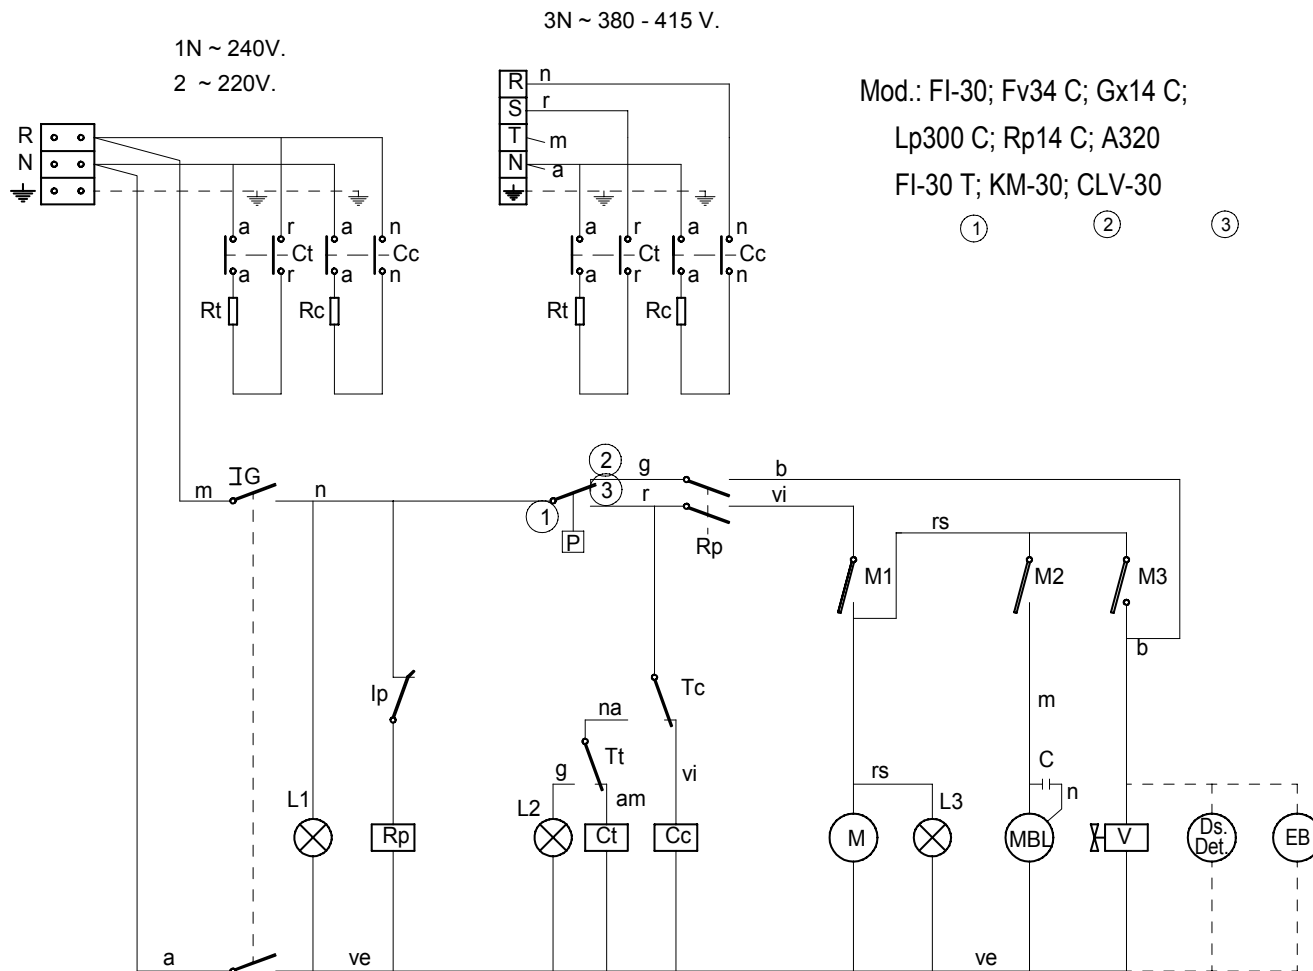 3N ~ 380 - 415 V.
1N ~ 240V.
2 ~ 220V.
Mod.: FI-30; Fv34 C; Gx14 C;
Lp300 C; Rp14 C; A320
FI-30 T; KM-30; CLV-30
1 2 3
R
N
R n
S r
T m
N a
a r a n
Ct Cc
a r a n
Rt Rc
a r a n
Ct Cc
a r a n
Rt Rc
m IG n
1 2 3
P
g b
r vi
Rp
rs
M1 M2 M3
b
Ip
Tc
na
Tt
m
g am vi
rs
C
n
L1 Rp L2 Ct Cc
M L3 MBL V Ds. Det. EB
a ve ve